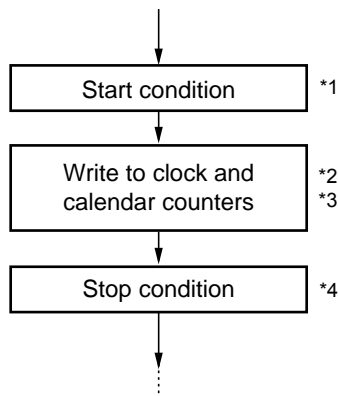 Start condition
*1
Write to clock and
*2
calendar counters
*3
Stop condition
*4